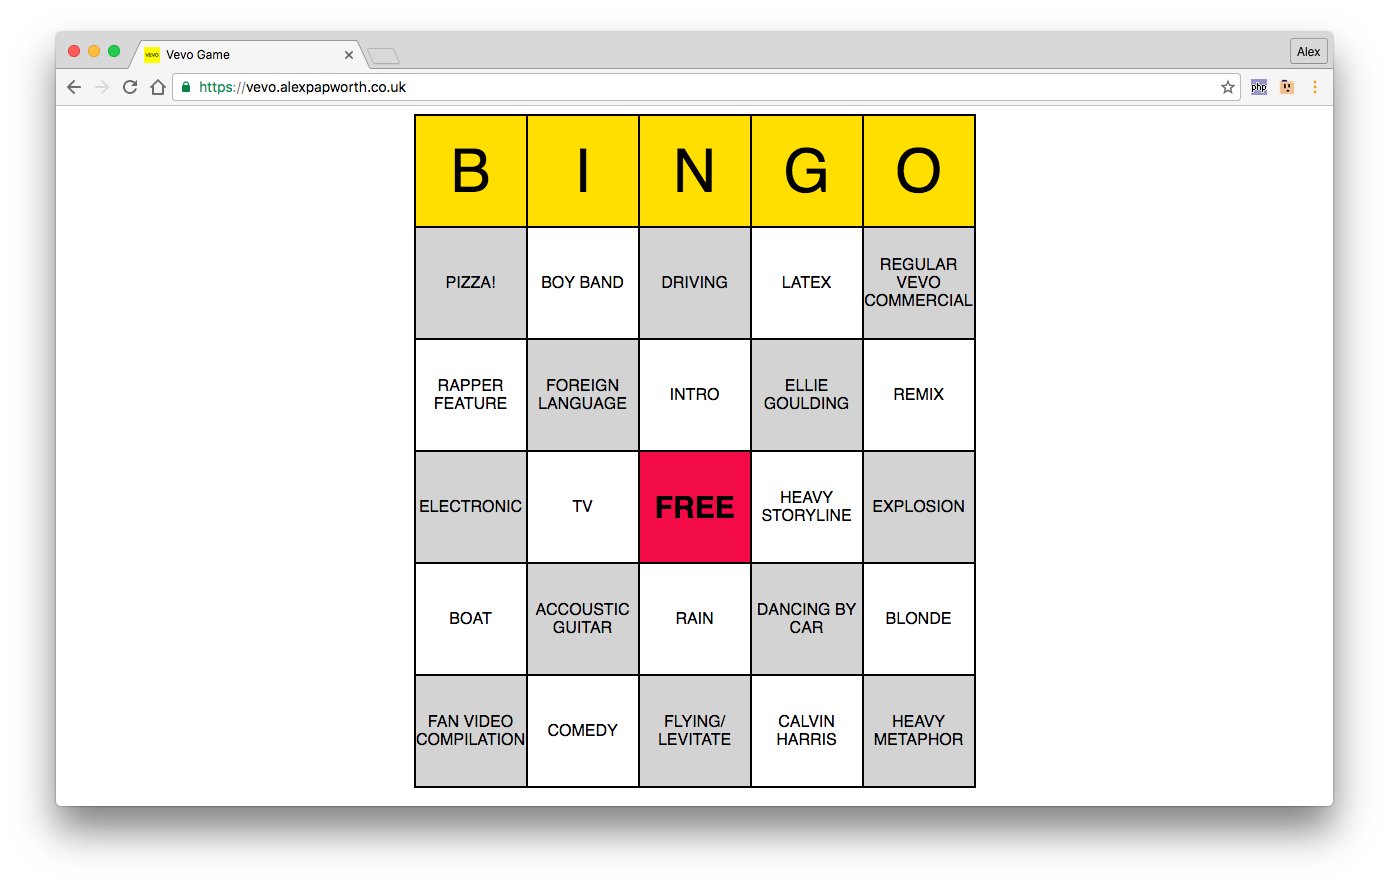 VEVO
Vevo Game
Alex
https://vevo.alexpapworth.co.uk
php
B I N G O
PIZZA!
BOY BAND
DRIVING
LATEX
REGULAR
VEVO
COMMERCIAL
RAPPER
FEATURE
FOREIGN
LANGUAGE
INTRO
ELLIE
GOULDING
REMIX
ELECTRONIC
TV
FREE
HEAVY
STORYLINE
EXPLOSION
BOAT
ACCOUSTIC
GUITAR
RAIN
DANCING BY
CAR
BLONDE
FAN VIDEO
COMPILATION
COMEDY
FLYING/
LEVITATE
CALVIN
HARRIS
HEAVY
METAPHOR